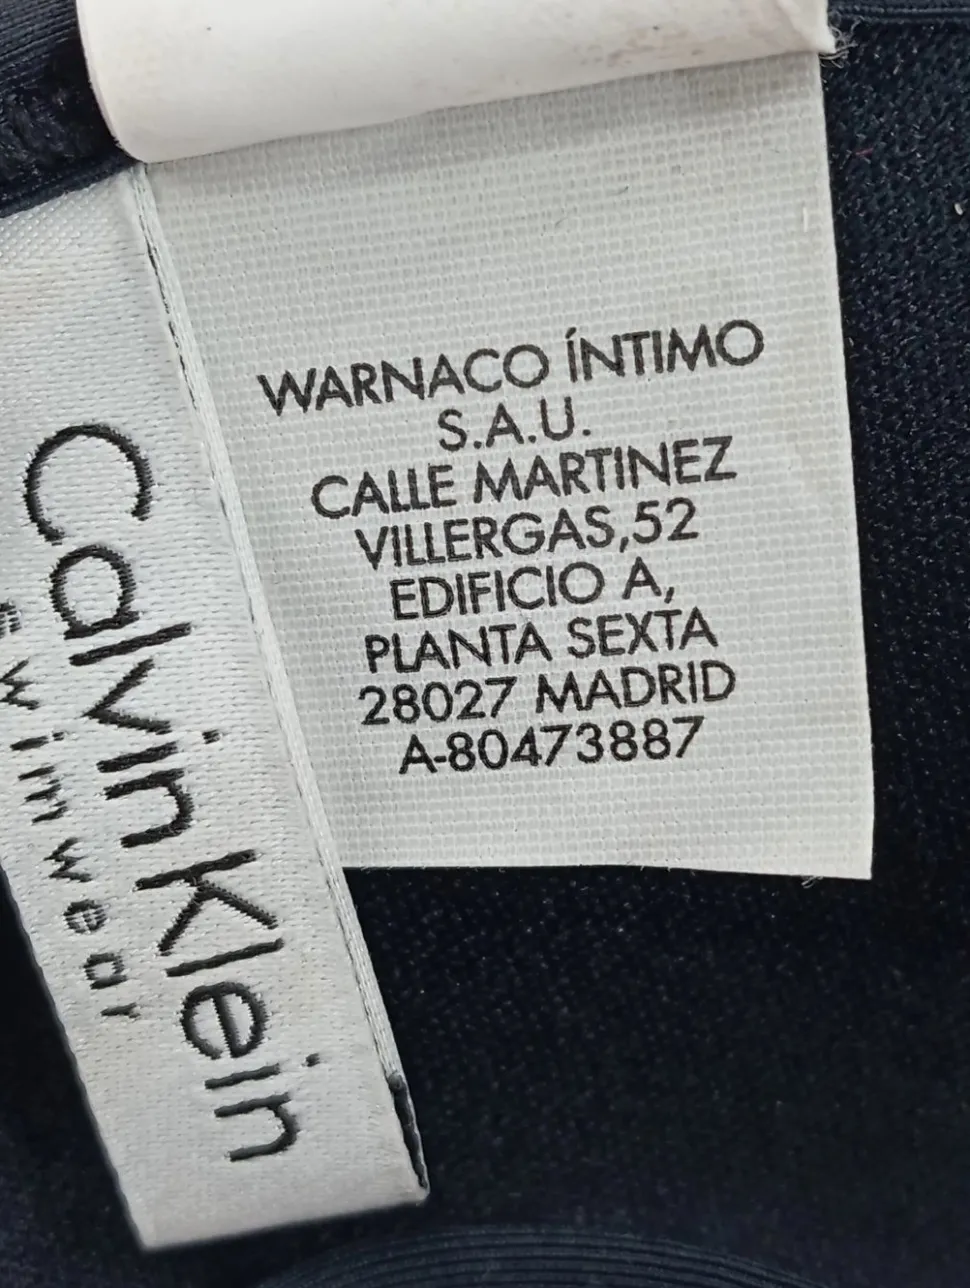 WARNACO ÍNTIMO
S.A.U.
CALLE MARTINEZ
VILLERGAS,52
EDIFICIO A,
PLANTA SEXTA
28027 MADRID
A-80473887
Calvin Klein
swimwear